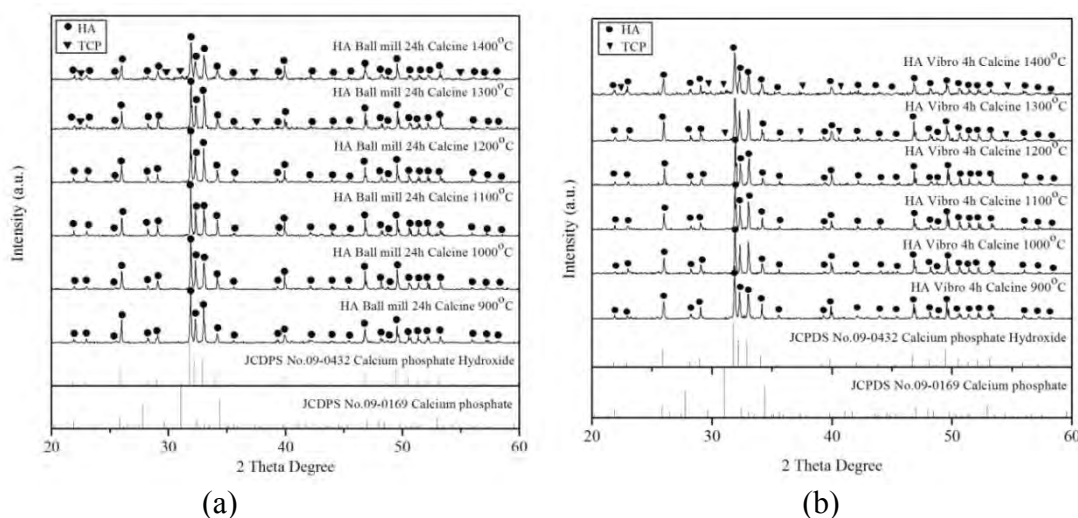 HA
TCP
HA Ball mill 24h Calcine 1400°C
HA Ball mill 24h Calcine 1300°C
HA Ball mill 24h Calcine 1200°C
HA Ball mill 24h Calcine 1100°C
HA Ball mill 24h Calcine 1000°C
HA Ball mill 24h Calcine 900°C
JCDPS No.09-0432 Calcium phosphate Hydroxide
JCDPS No.09-0169 Calcium phosphate
Intensity (a.u.)
20 30 40 50 60
2 Theta Degree
(a)
HA
TCP
HA Vibro 4h Calcine 1400°C
HA Vibro 4h Calcine 1300°C
HA Vibro 4h Calcine 1200°C
HA Vibro 4h Calcine 1100°C
HA Vibro 4h Calcine 1000°C
HA Vibro 4h Calcine 900°C
JCPDS No.09-0432 Calcium phosphate Hydroxide
JCPDS No.09-0169 Calcium phosphate
Intensity (a.u.)
20 30 40 50 60
2 Theta Degree
(b)